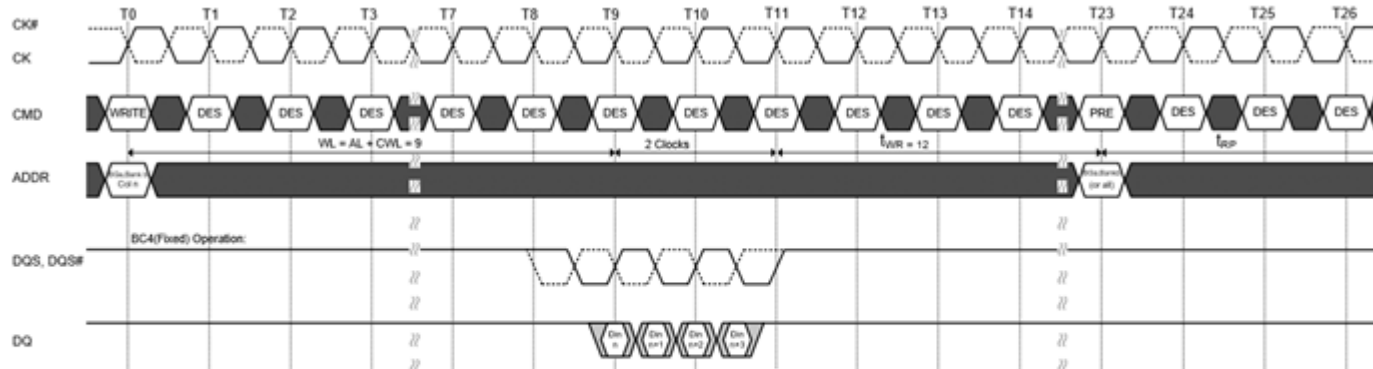 T0 T1 T2 T3 T7 T8 T9 T10 T11 T12 T13 T14 T23 T24 T25 T26
CK#
CK
CMD WRITE DES DES DES DES DES DES DES DES DES DES DES PRE DES DES DES
WL = AL + CWL = 9 2 Clocks tWR = 12 tRP
ADDR
Col n (or all)
BC4(Fixed) Operation:
DQS, DQS#
Din Din Din Din
DQ n n+1 n+2 n+3